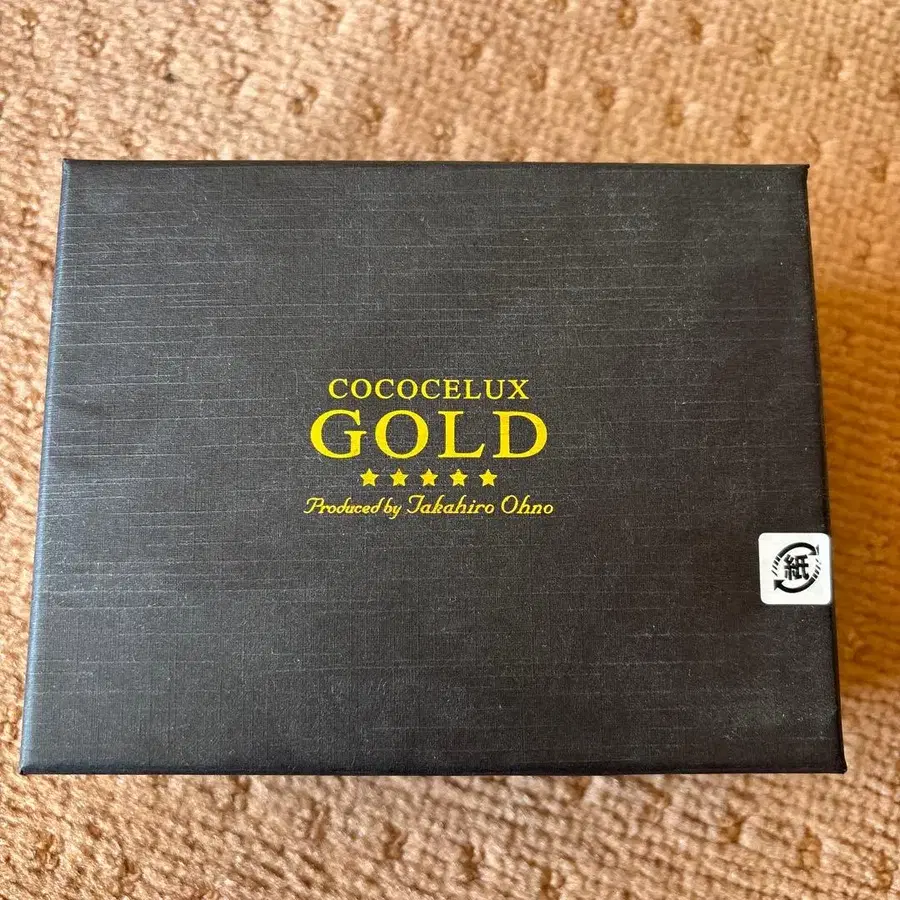 COCOCELUX
GOLD
★★★★★
Produced by Takahiro Ohno
紙